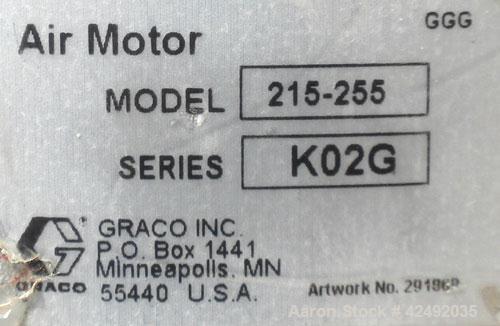 GGG
Air Motor
MODEL 215-255
SERIES K02G
GRACO INC.
P.O. Box 1441
Minneapolis, MN
55440 U.S.A.
GRACO
Artwork No.
Aaron Stock # 42492035